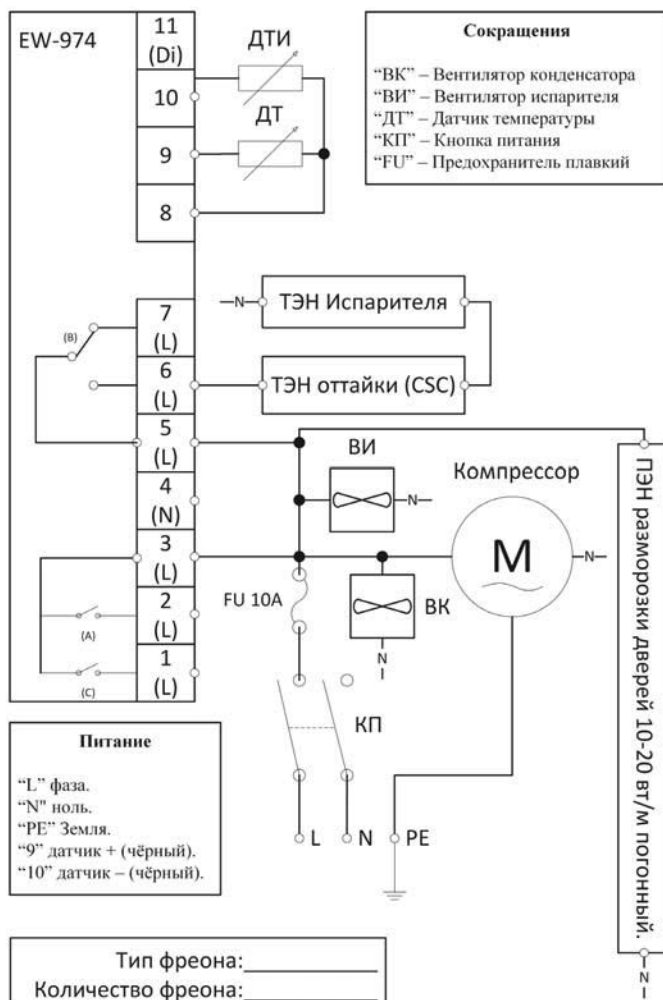 EW-974
11
(Di)
10
9
8
7
(L)
6
(L)
5
(L)
4
(N)
3
(L)
2
(L)
1
(L)
(B)
(A)
(C)
ДТИ
ДТ
Сокращения
“ВК” – Вентилятор конденсатора
“ВИ” – Вентилятор испарителя
“ДТ” – Датчик температуры
“КП” – Кнопка питания
“FU” – Предохранитель плавкий
N
ТЭН Испарителя
ТЭН оттайки (CSC)
ВИ
N
Компрессор
M
N
FU 10A
ВК
N
КП
L
N
PE
ПЭН разморозки дверей 10-20 вт/м погонный.
N
Питание
“L” фаза.
“N" ноль.
“PE” Земля.
“9” датчик + (чёрный).
“10” датчик – (чёрный).
Тип фреона:
Количество фреона: